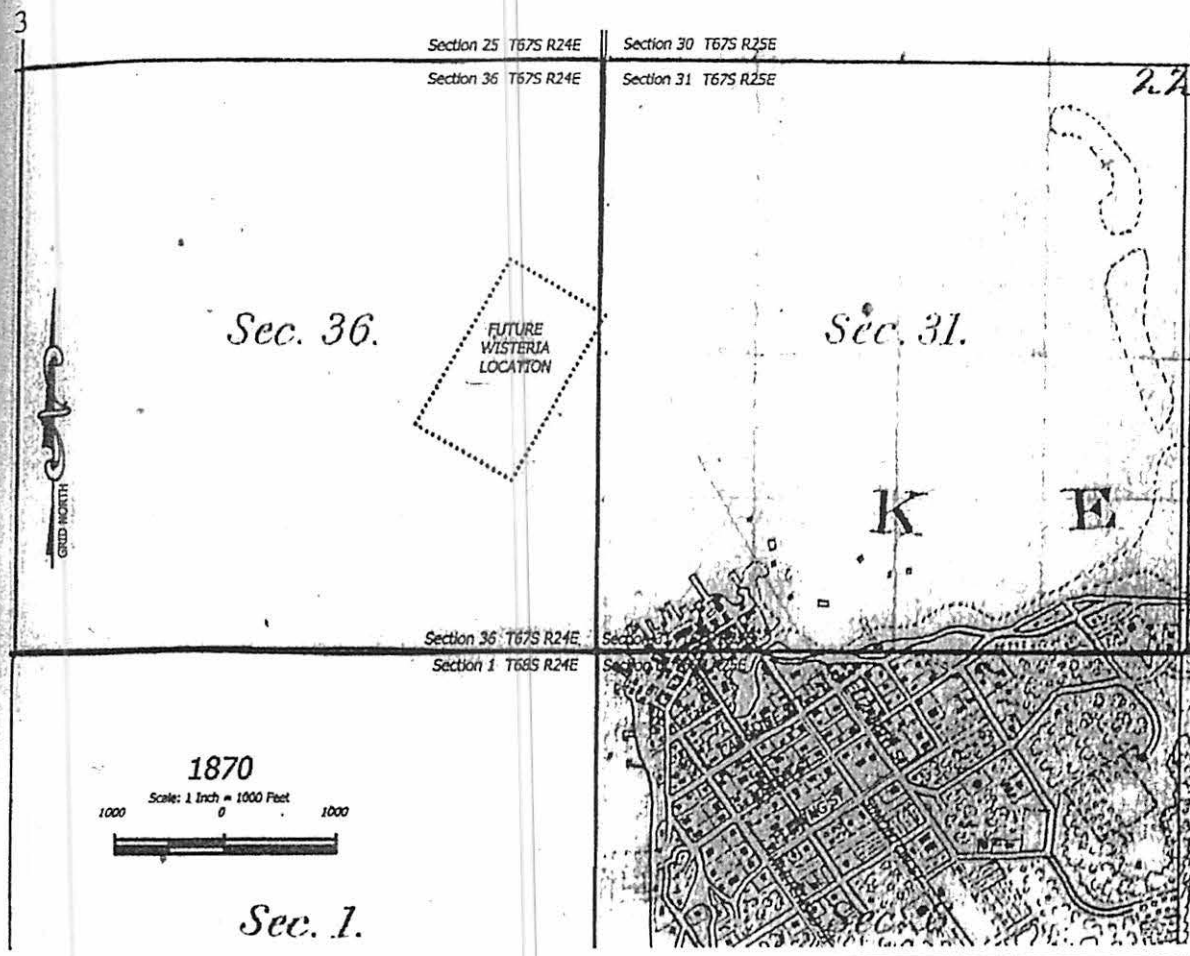 3
Section 25 T67S R24E
Section 30 T67S R25E
Section 36 T67S R24E
Section 31 T67S R25E
22
Sec. 36.
FUTURE
WISTERIA
LOCATION
Sec. 31.
GRID NORTH
K E
Section 36 T67S R24E
Section 1 T68S R24E
1870
Scale: 1 Inch = 1000 Feet
1000 0 1000
Sec. 1.